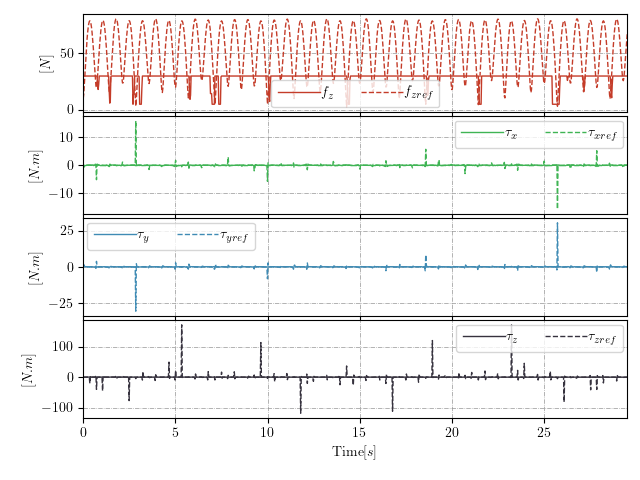 [N]
50
0
f_z f_zref
[N.m]
10
0
−10
τ_x τ_xref
[N.m]
25
0
−25
τ_y τ_yref
[N.m]
100
0
−100
τ_z τ_zref
0 5 10 15 20 25
Time[s]